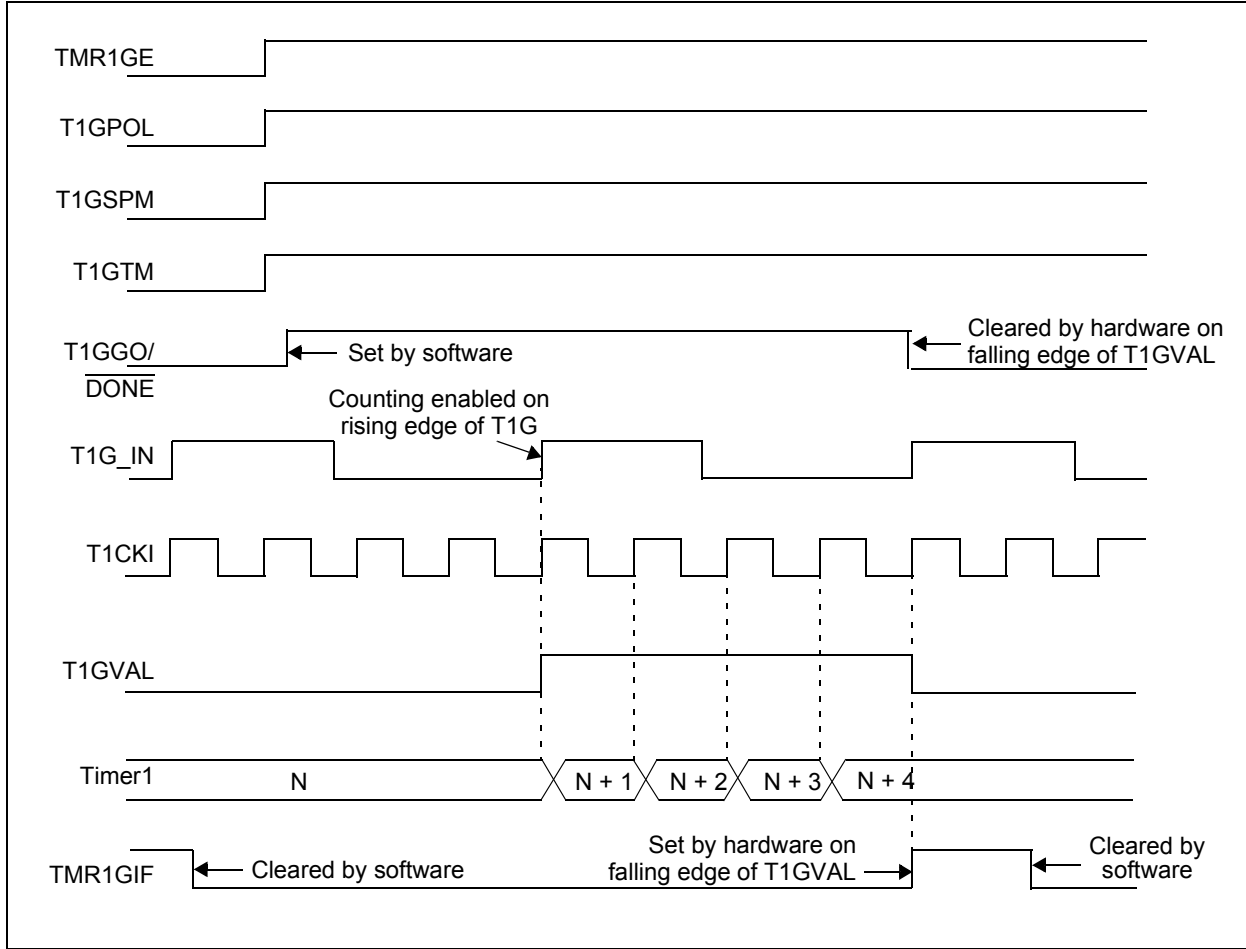 TMR1GE
T1GPOL
T1GSPM
T1GTM
T1GGO/
DONE
Set by software
Cleared by hardware on
falling edge of T1GVAL
Counting enabled on
rising edge of T1G
T1G_IN
T1CKI
T1GVAL
Timer1
N
N + 1
N + 2
N + 3
N + 4
TMR1GIF
Cleared by software
Set by hardware on
falling edge of T1GVAL
Cleared by
software